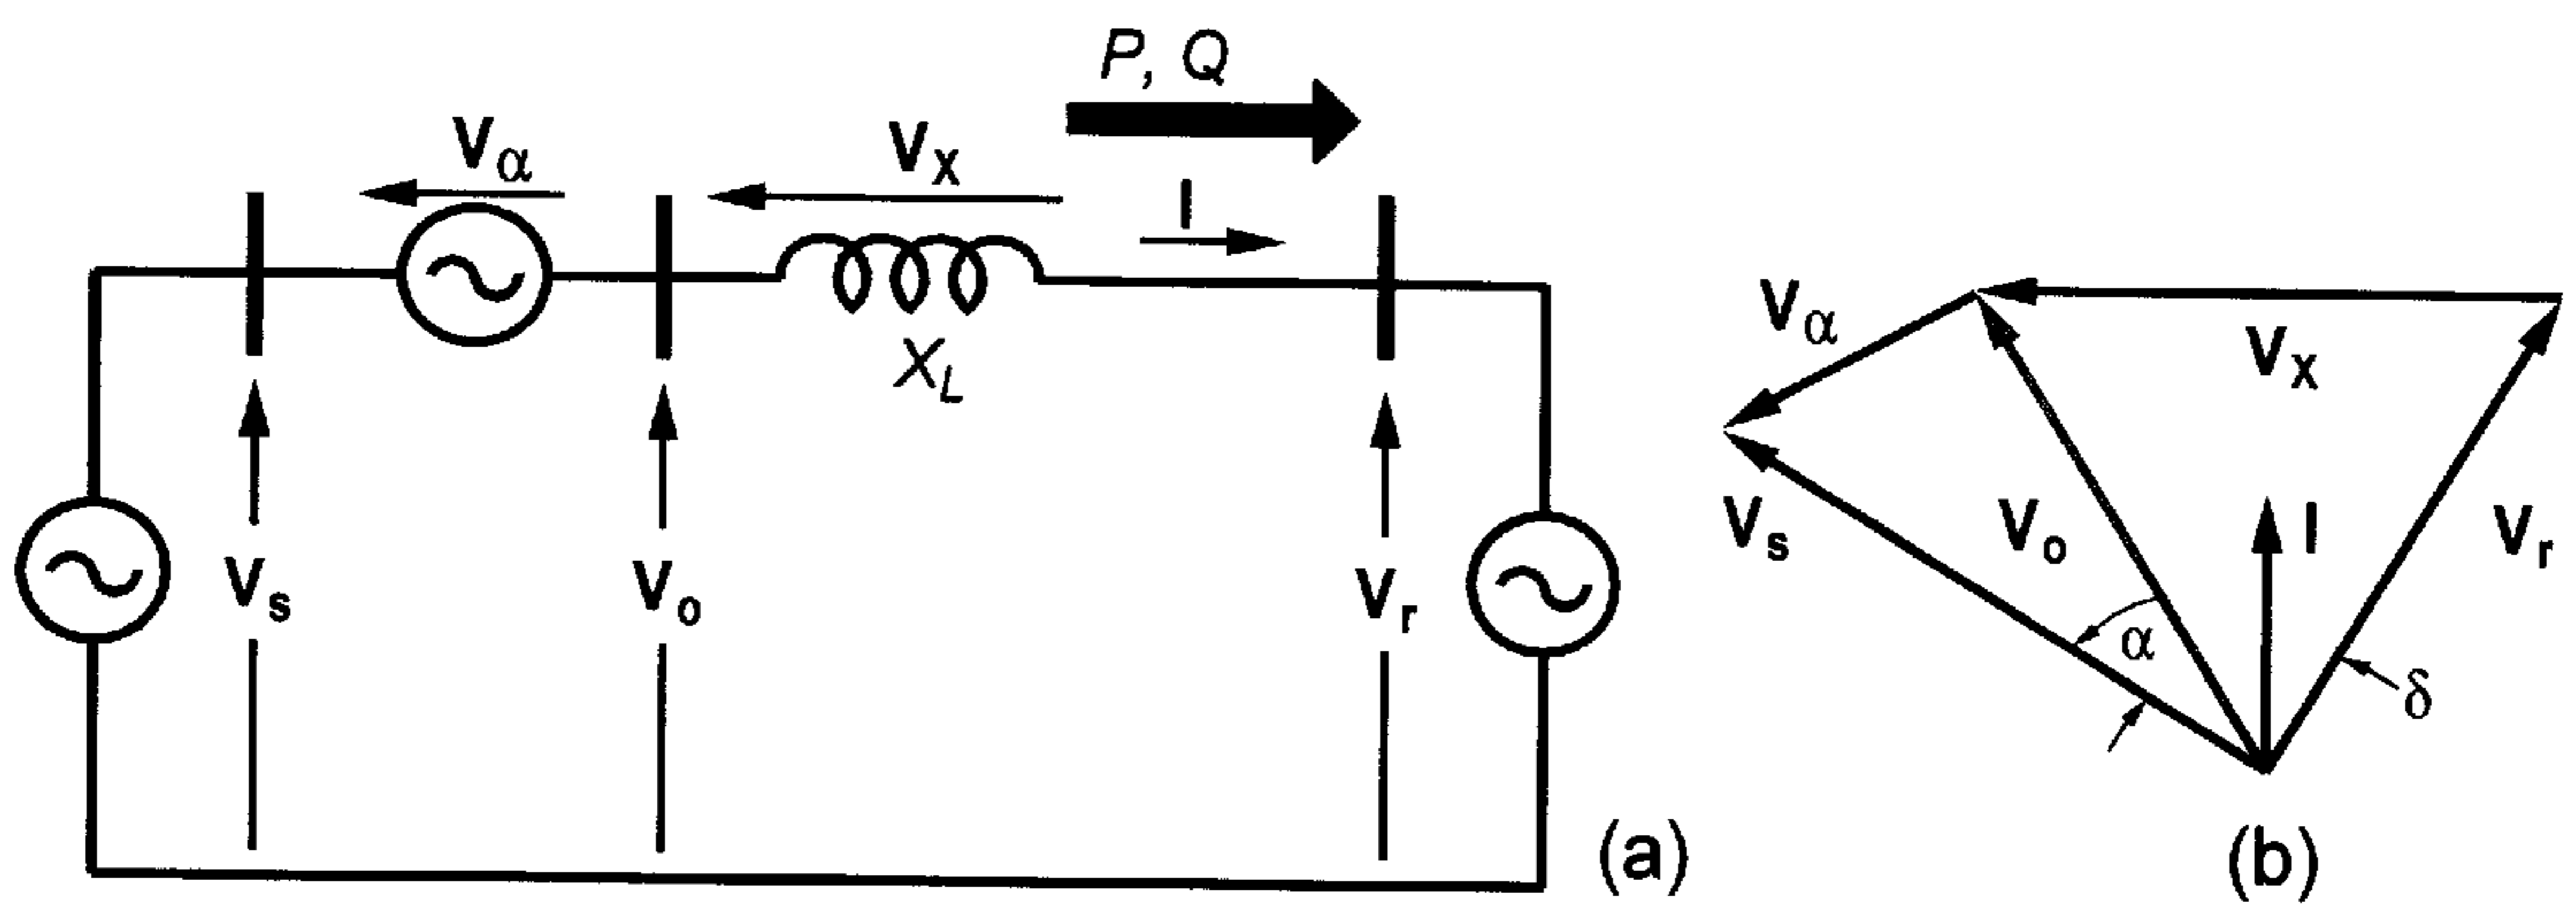 P, Q
Vα
VX
I
XL
Vs
Vo
Vr
(a)
Vα
VX
Vs
Vo
I
Vr
α
δ
(b)